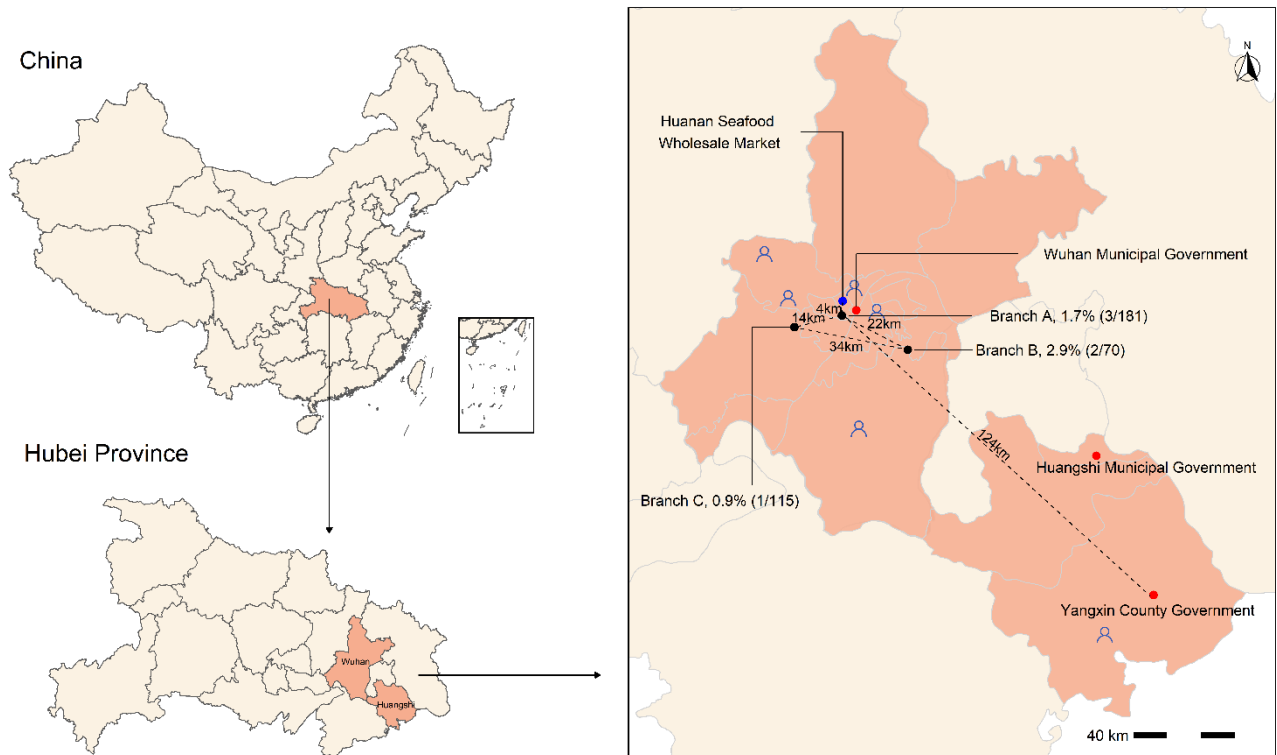 China
Hubei Province
Wuhan
Huangshi
N
Huanan Seafood
Wholesale Market
Wuhan Municipal Government
4km
14km
22km
Branch A, 1.7% (3/181)
34km
Branch B, 2.9% (2/70)
124km
Huangshi Municipal Government
Branch C, 0.9% (1/115)
Yangxin County Government
40 km